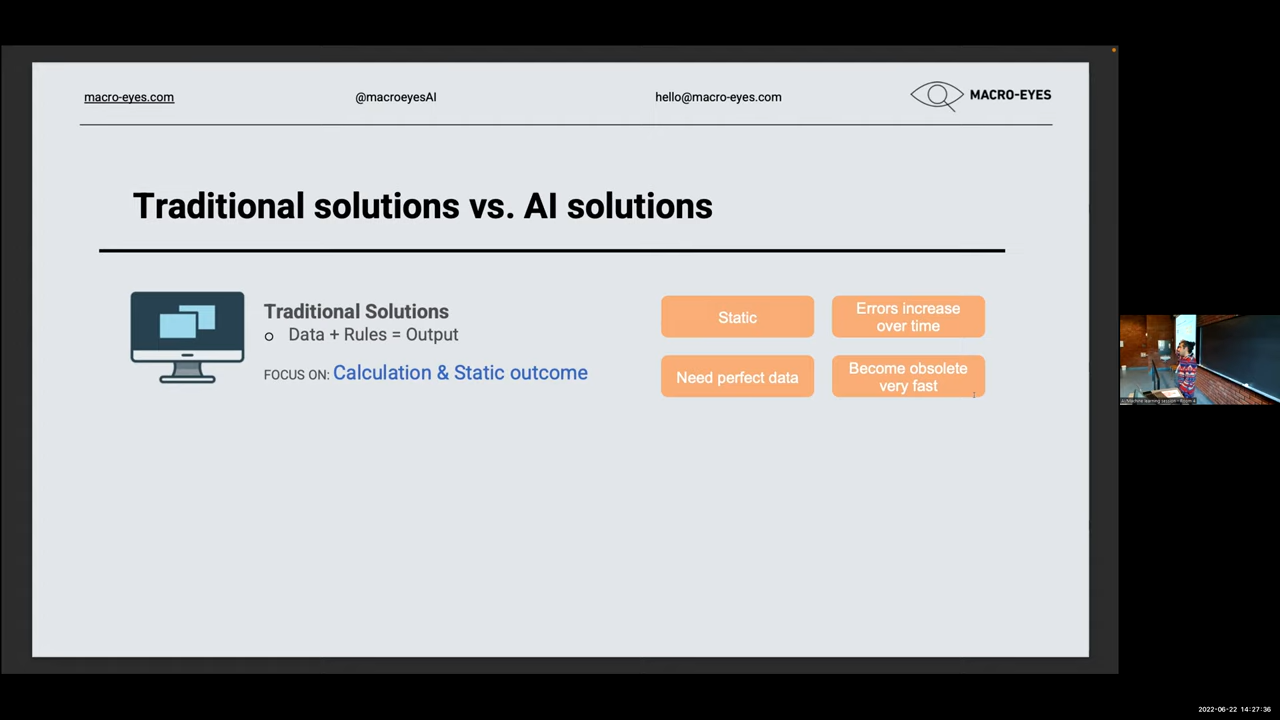 macro-eyes.com
@macroeyesAI
hello@macro-eyes.com
MACRO-EYES
Traditional solutions vs. AI solutions
Traditional Solutions
Data + Rules = Output
FOCUS ON: Calculation & Static outcome
Static
Errors increase
over time
Need perfect data
Become obsolete
very fast
2022-06-22 14:27:36